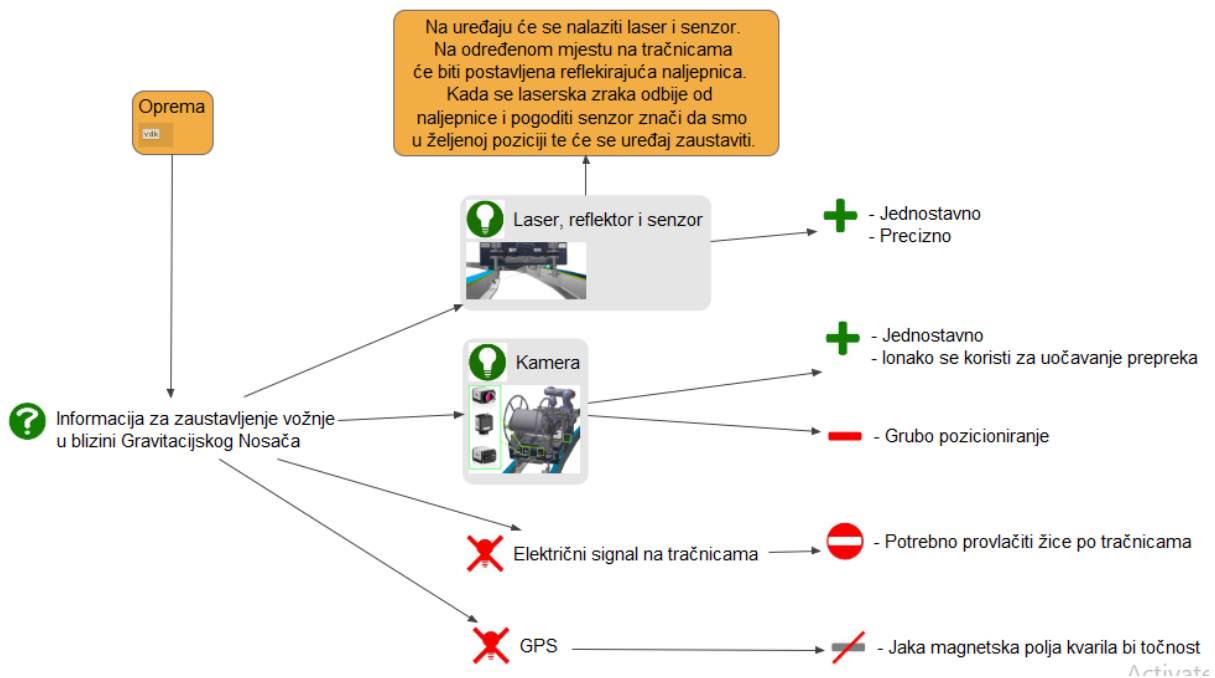 Na uređaju će se nalaziti laser i senzor.
Na određenom mjestu na tračnicama
će biti postavljena reflekirajuća naljepnica.
Kada se laserska zraka odbije od
naljepnice i pogoditi senzor znači da smo
u željenoj poziciji te će se uređaj zaustaviti.
Oprema
vdk
Laser, reflektor i senzor
- Jednostavno
- Precizno
Kamera
- Jednostavno
- Ionako se koristi za uočavanje prepreka
- Grubo pozicioniranje
Informacija za zaustavljenje vožnje
u blizini Gravitacijskog Nosača
Električni signal na tračnicama
- Potrebno provlačiti žice po tračnicama
GPS
- Jaka magnetska polja kvarila bi točnost
Activate